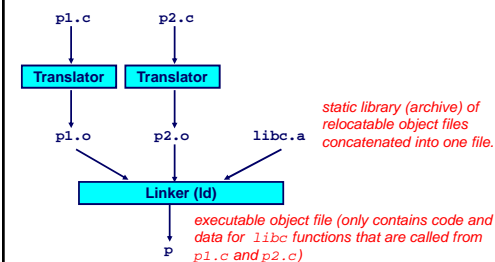 p1.c p2.c
Translator Translator
static library (archive) of
relocatable object files
concatenated into one file.
p1.o p2.o libc.a
Linker (ld)
executable object file (only contains code and
data for libc functions that are called from
p1.c and p2.c)
p